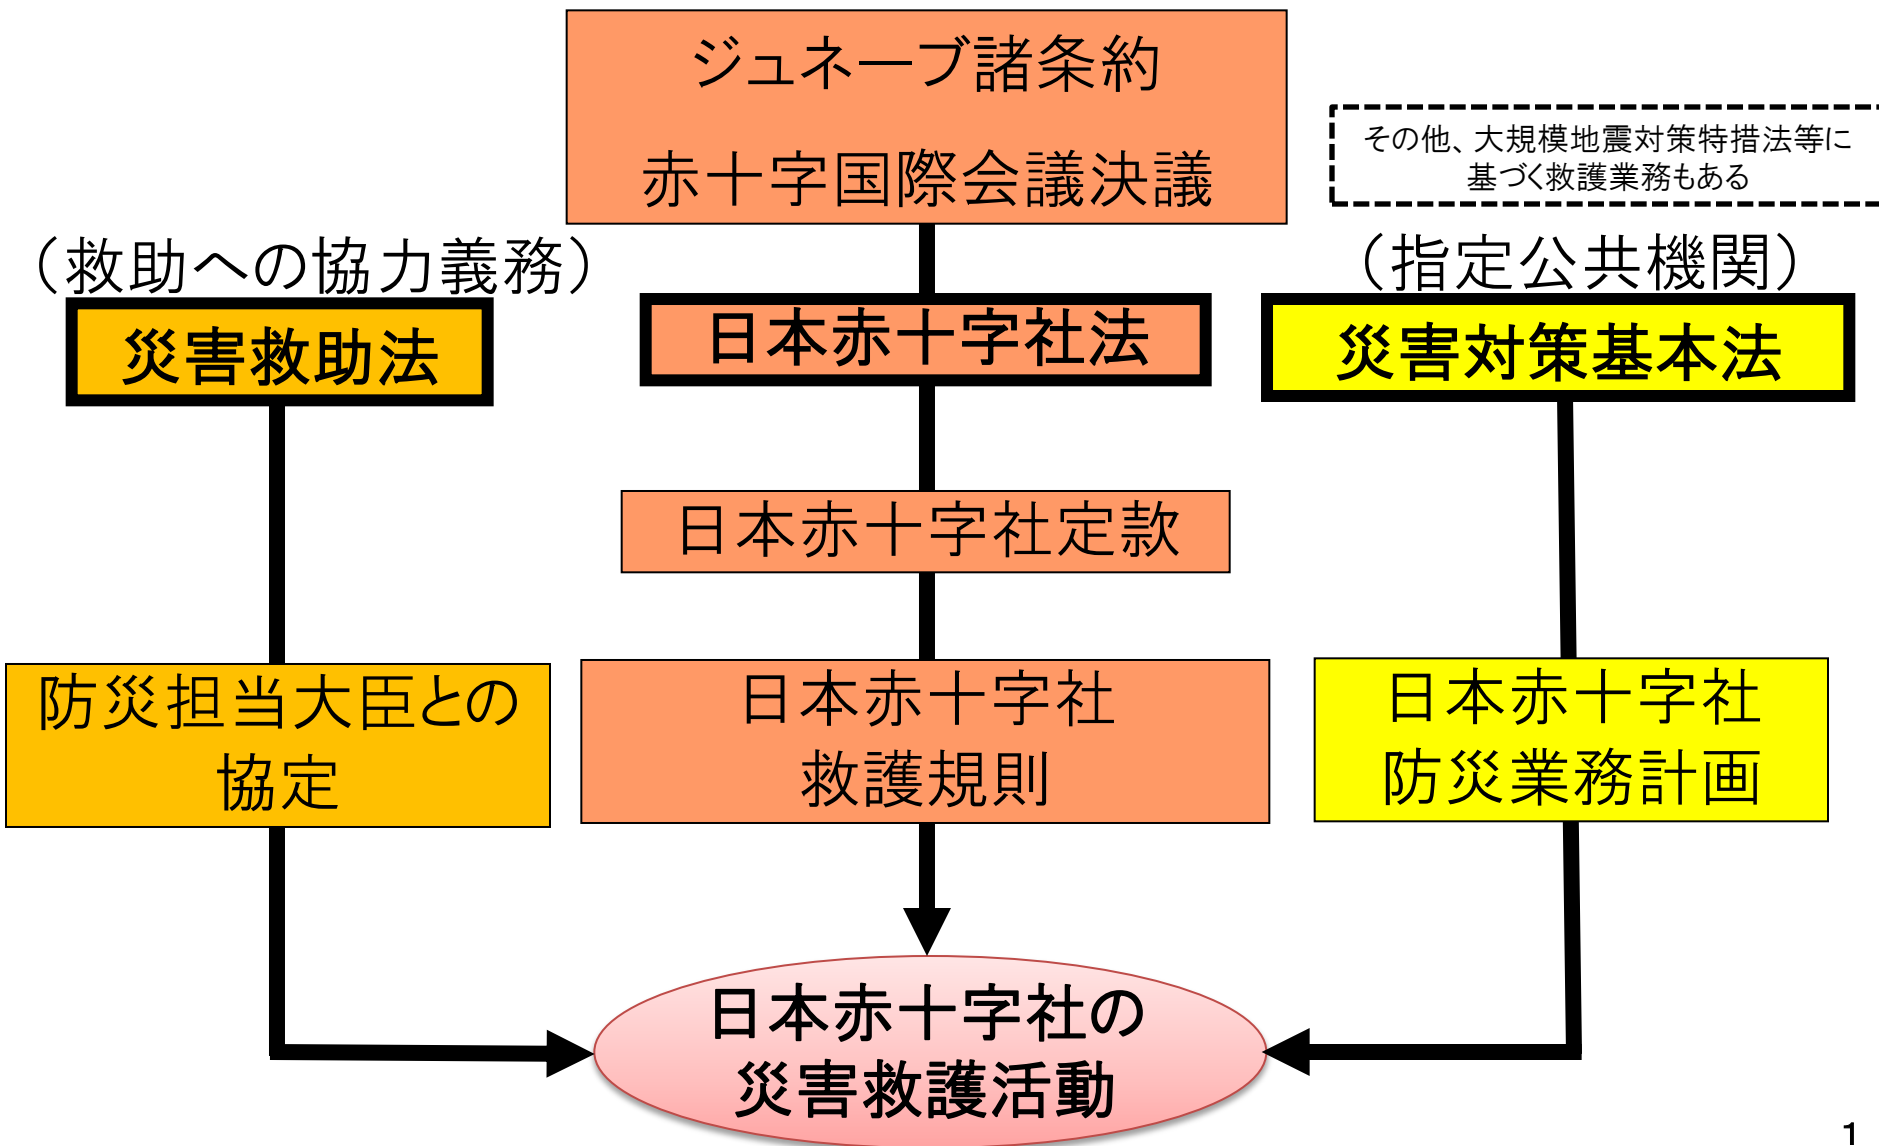 ジュネーブ諸条約
赤十字国際会議決議
その他、大規模地震対策特措法等に
基づく救護業務もある
（救助への協力義務）
（指定公共機関）
災害救助法
日本赤十字社法
災害対策基本法
日本赤十字社定款
防災担当大臣との
協定
日本赤十字社
救護規則
日本赤十字社
防災業務計画
日本赤十字社の
災害救護活動
1